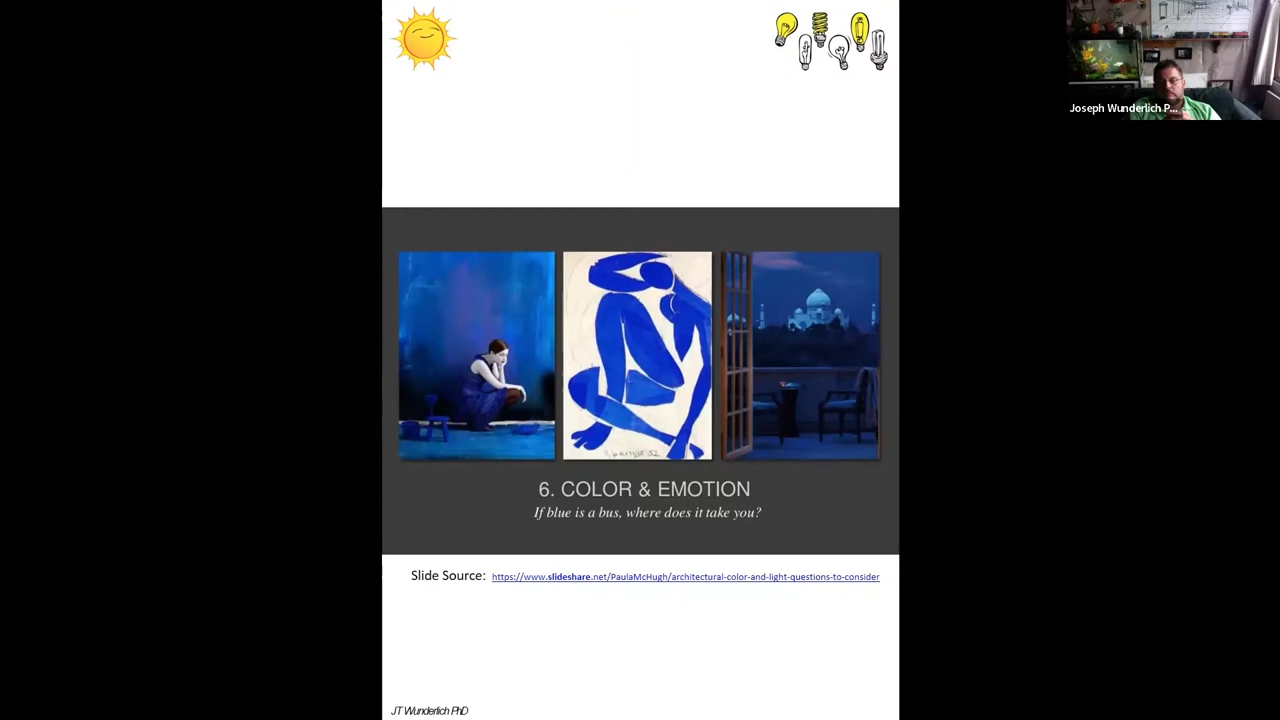 Joseph Wunderlich P...
6. COLOR & EMOTION
If blue is a bus, where does it take you?
Slide Source: https://www.slideshare.net/PaulaMcHugh/architectural-color-and-light-questions-to-consider
JT Wunderlich PhD